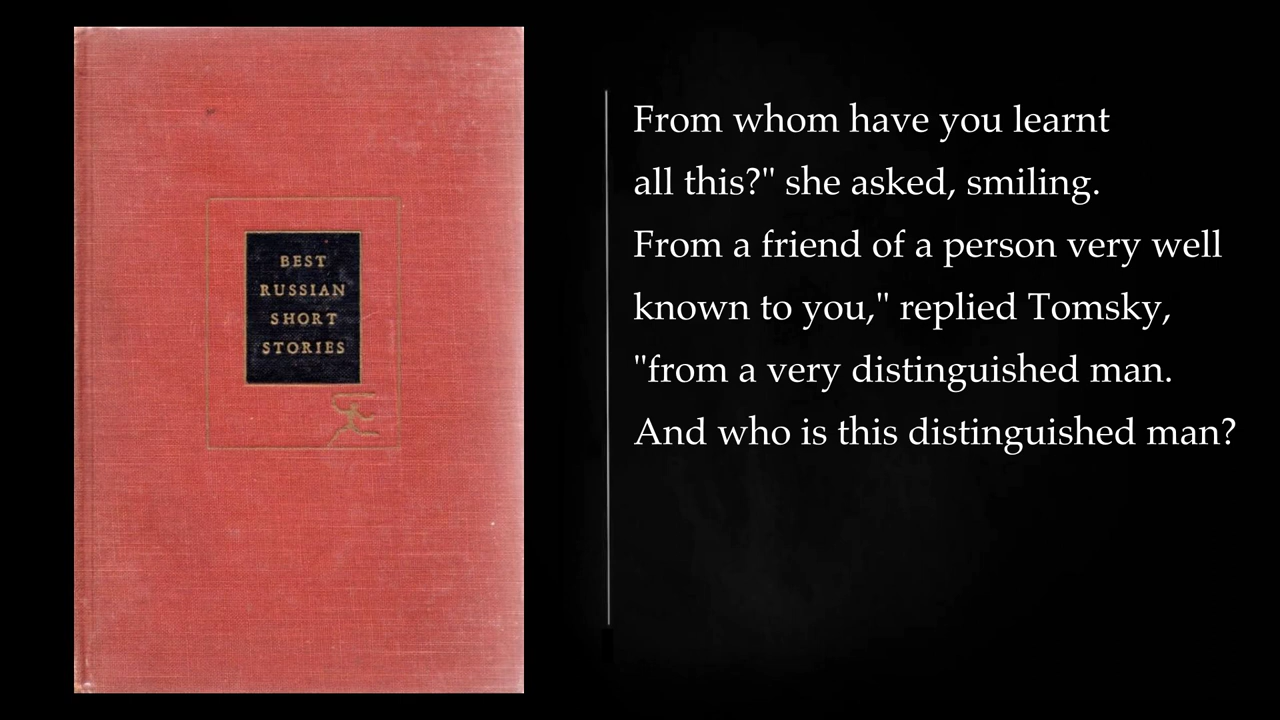 BEST
RUSSIAN
SHORT
STORIES
From whom have you learnt
all this?" she asked, smiling.
From a friend of a person very well
known to you," replied Tomsky,
"from a very distinguished man.
And who is this distinguished man?